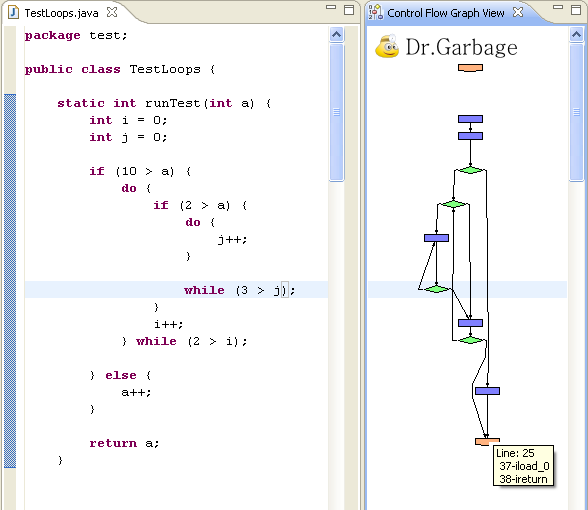 TestLoops.java
package test;
public class TestLoops {
static int runTest(int a) {
int i = 0;
int j = 0;
if (10 > a) {
do {
if (2 > a) {
do {
j++;
}
while (3 > j);
}
i++;
} while (2 > i);
} else {
a++;
}
return a;
}
Control Flow Graph View
Dr.Garbage
Line: 25
37-iload_0
38-ireturn